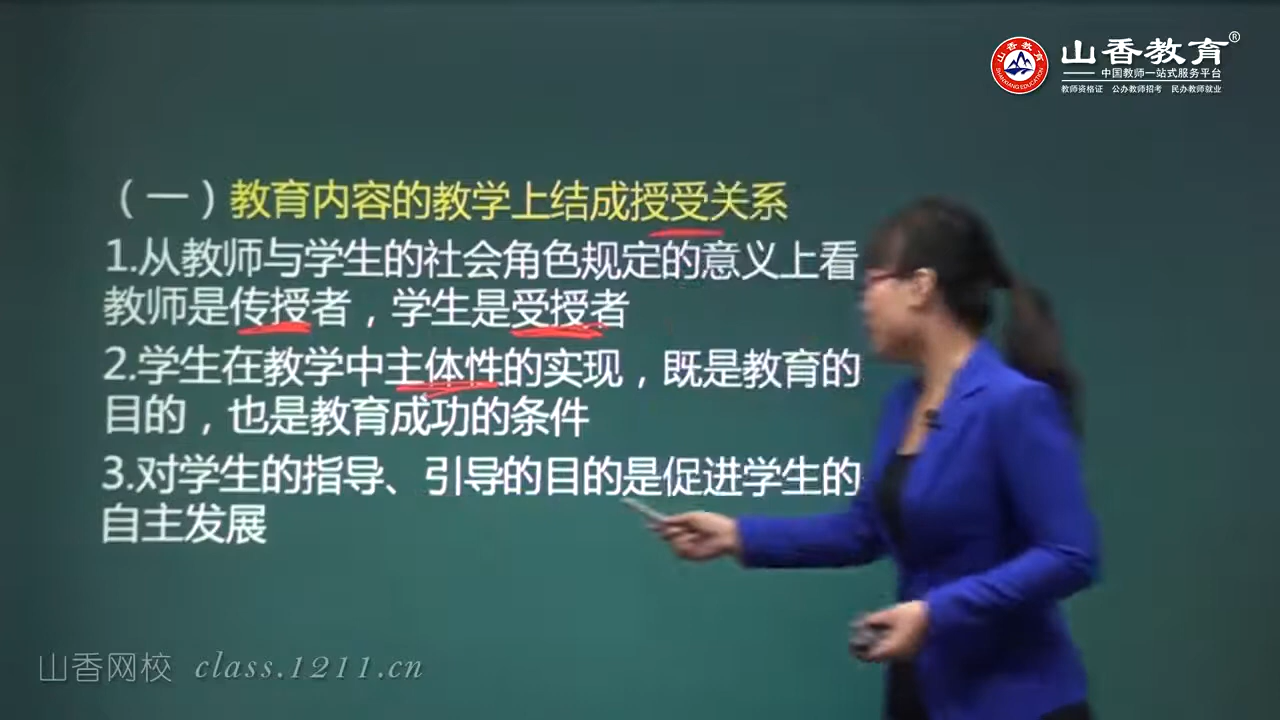 山香教育®
中国教师一站式服务平台
教师资格证 公办教师招考 民办教师就业
山香教育
SHANXIANG EDUCATION
（一）教育内容的教学上结成授受关系
1.从教师与学生的社会角色规定的意义上看
教师是传授者，学生是受授者
2.学生在教学中主体性的实现，既是教育的
目的，也是教育成功的条件
3.对学生的指导、引导的目的是促进学生的
自主发展
山香网校 class.1211.cn